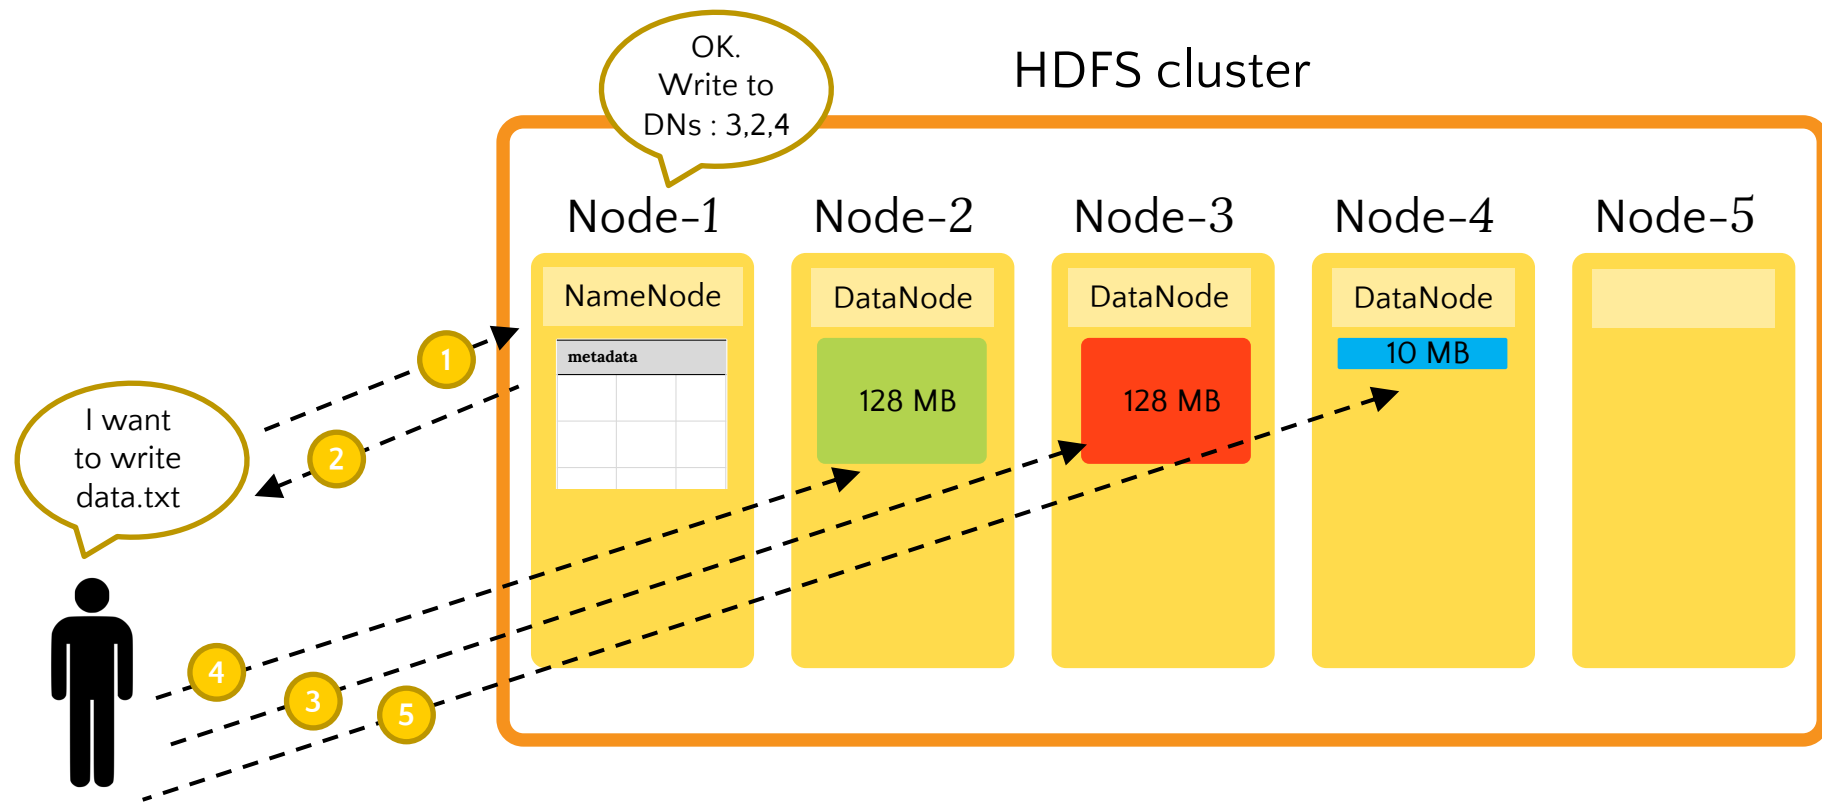 OK.
Write to
DNs : 3,2,4
HDFS cluster
Node-1
Node-2
Node-3
Node-4
Node-5
NameNode
DataNode
DataNode
DataNode
metadata
10 MB
128 MB
128 MB
1
2
I want
to write
data.txt
4
3
5